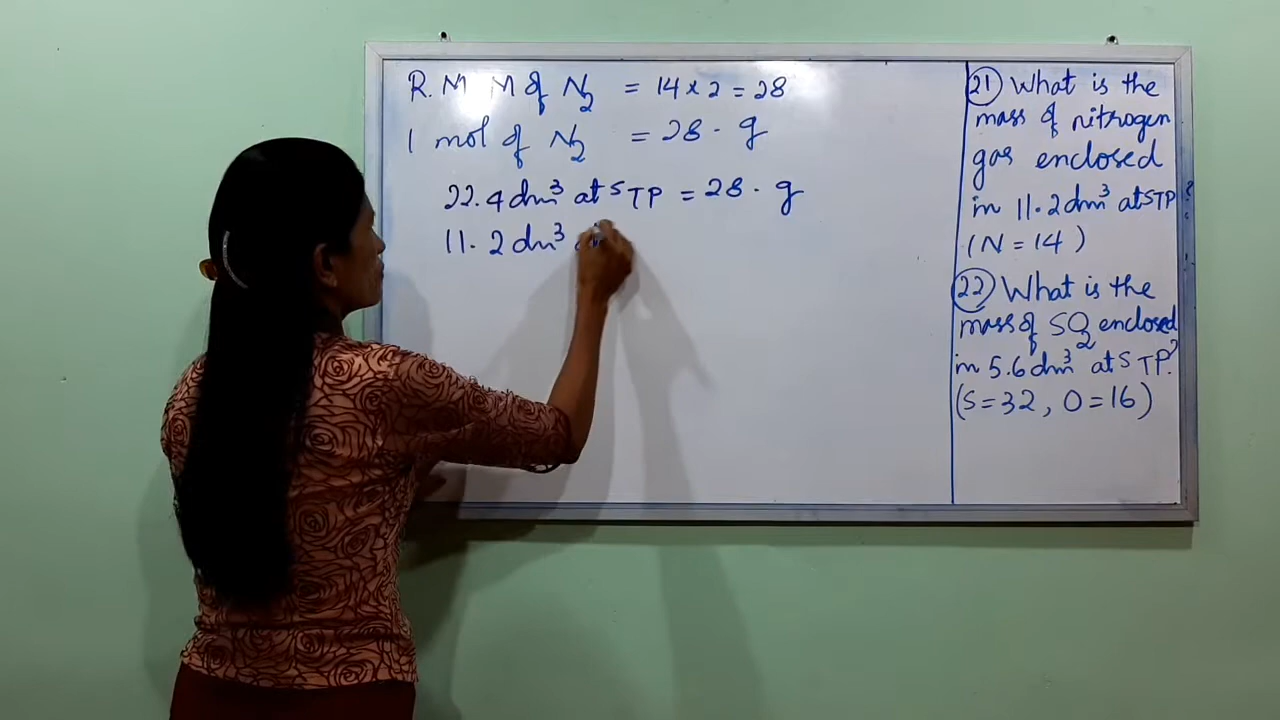 R. M M of N2 = 14 x 2 = 28
1 mol of N2 = 28 . g
22.4 dm³ at STP = 28 . g
11. 2 dm³
21) What is the
mass of nitrogen
gas enclosed
in 11.2 dm³ at STP ?
(N = 14)
22) What is the
mass of SO2 enclosed
in 5.6 dm³ at STP?
(S = 32, O = 16)